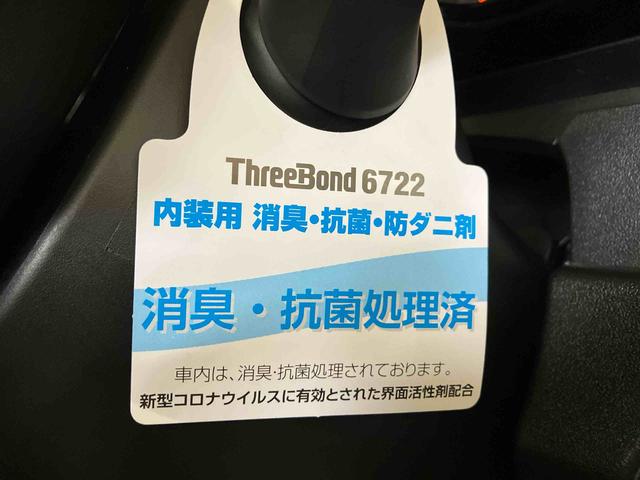 ThreeBond 6722
内装用 消臭・抗菌・防ダニ剤
消臭・抗菌処理済
車内は、消臭・抗菌処理されております。
新型コロナウイルスに有効とされた界面活性剤配合